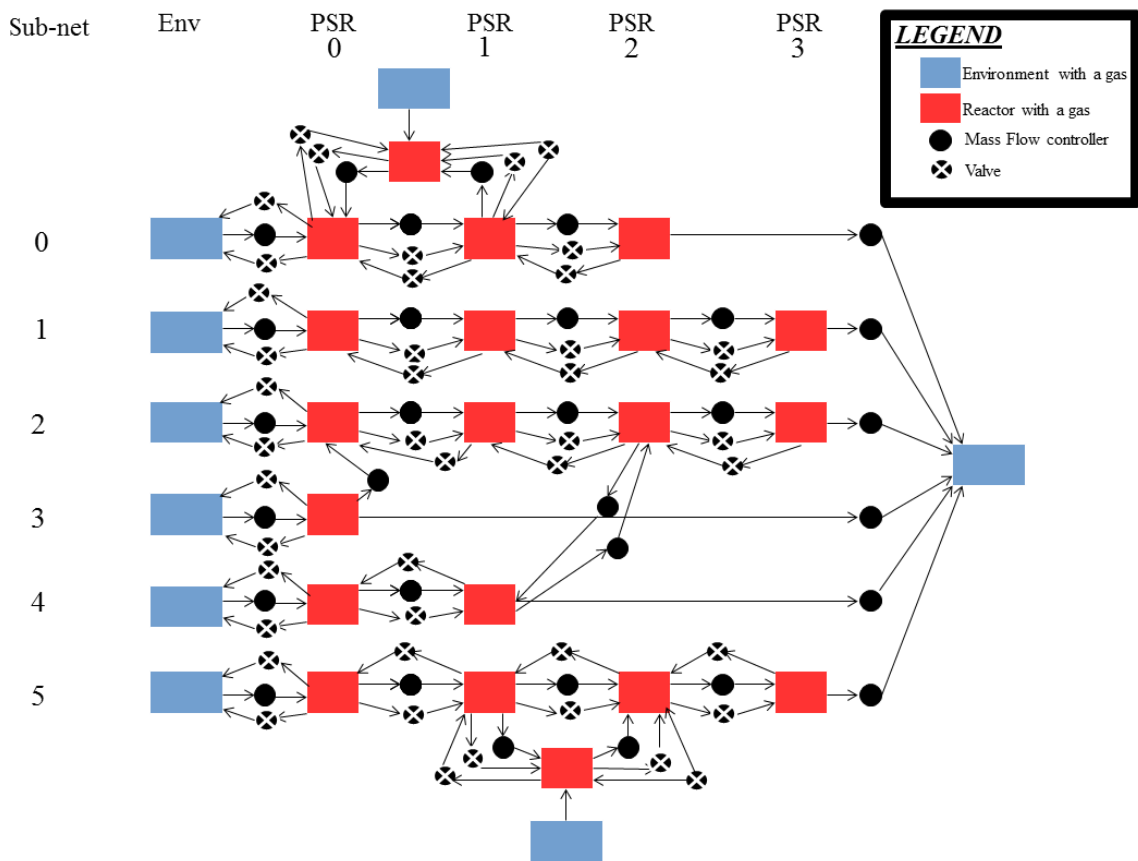 Sub-net Env PSR PSR PSR PSR
0 1 2 3
LEGEND
Environment with a gas
Reactor with a gas
Mass Flow controller
Valve
0
1
2
3
4
5